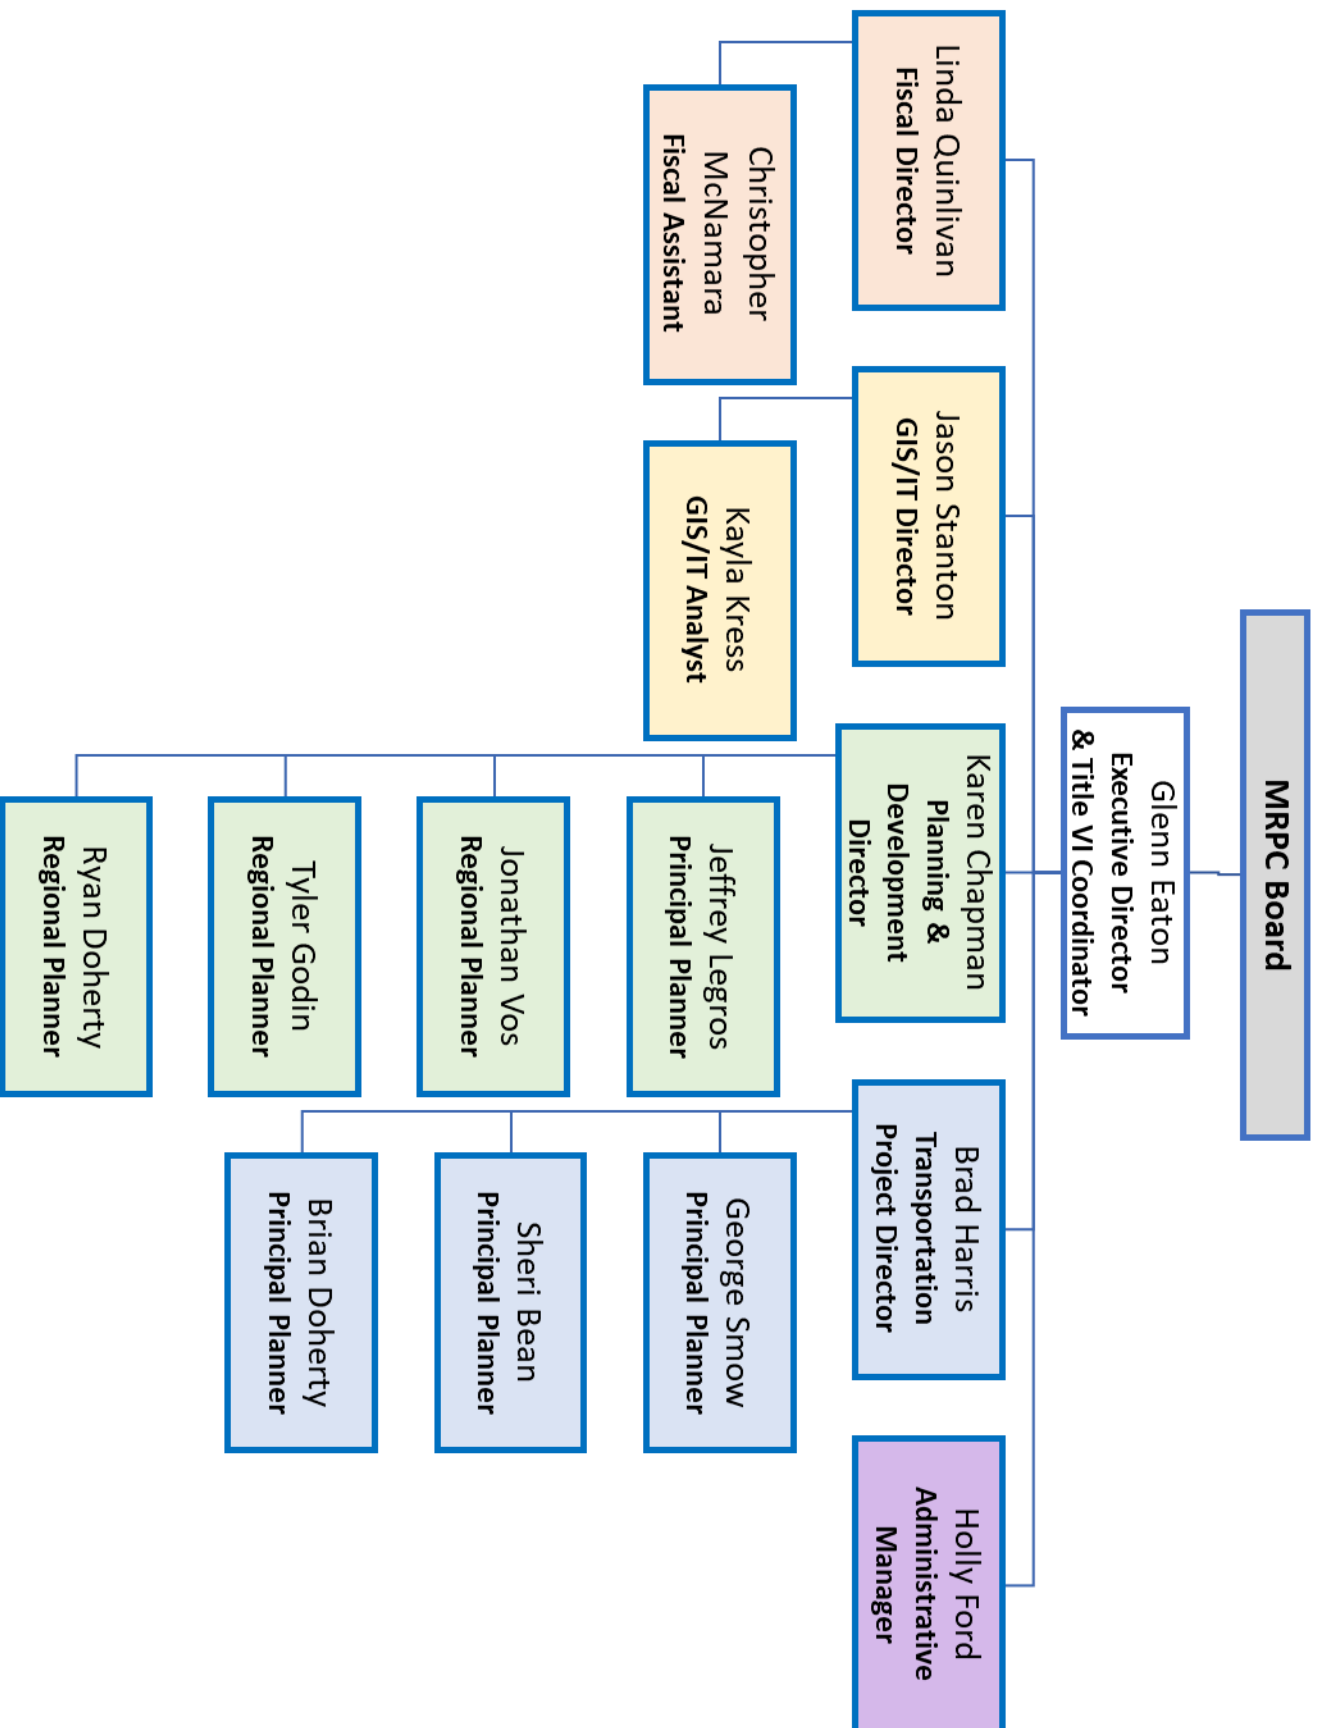 MRPC Board
Glenn Eaton
Executive Director
& Title VI Coordinator
Linda Quinlivan
Fiscal Director
Christopher
McNamara
Fiscal Assistant
Jason Stanton
GIS/IT Director
Kayla Kress
GIS/IT Analyst
Karen Chapman
Planning &
Development
Director
Jeffrey Legros
Principal Planner
Jonathan Vos
Regional Planner
Tyler Godin
Regional Planner
Ryan Doherty
Regional Planner
Brad Harris
Transportation
Project Director
George Smow
Principal Planner
Sheri Bean
Principal Planner
Brian Doherty
Principal Planner
Holly Ford
Administrative
Manager